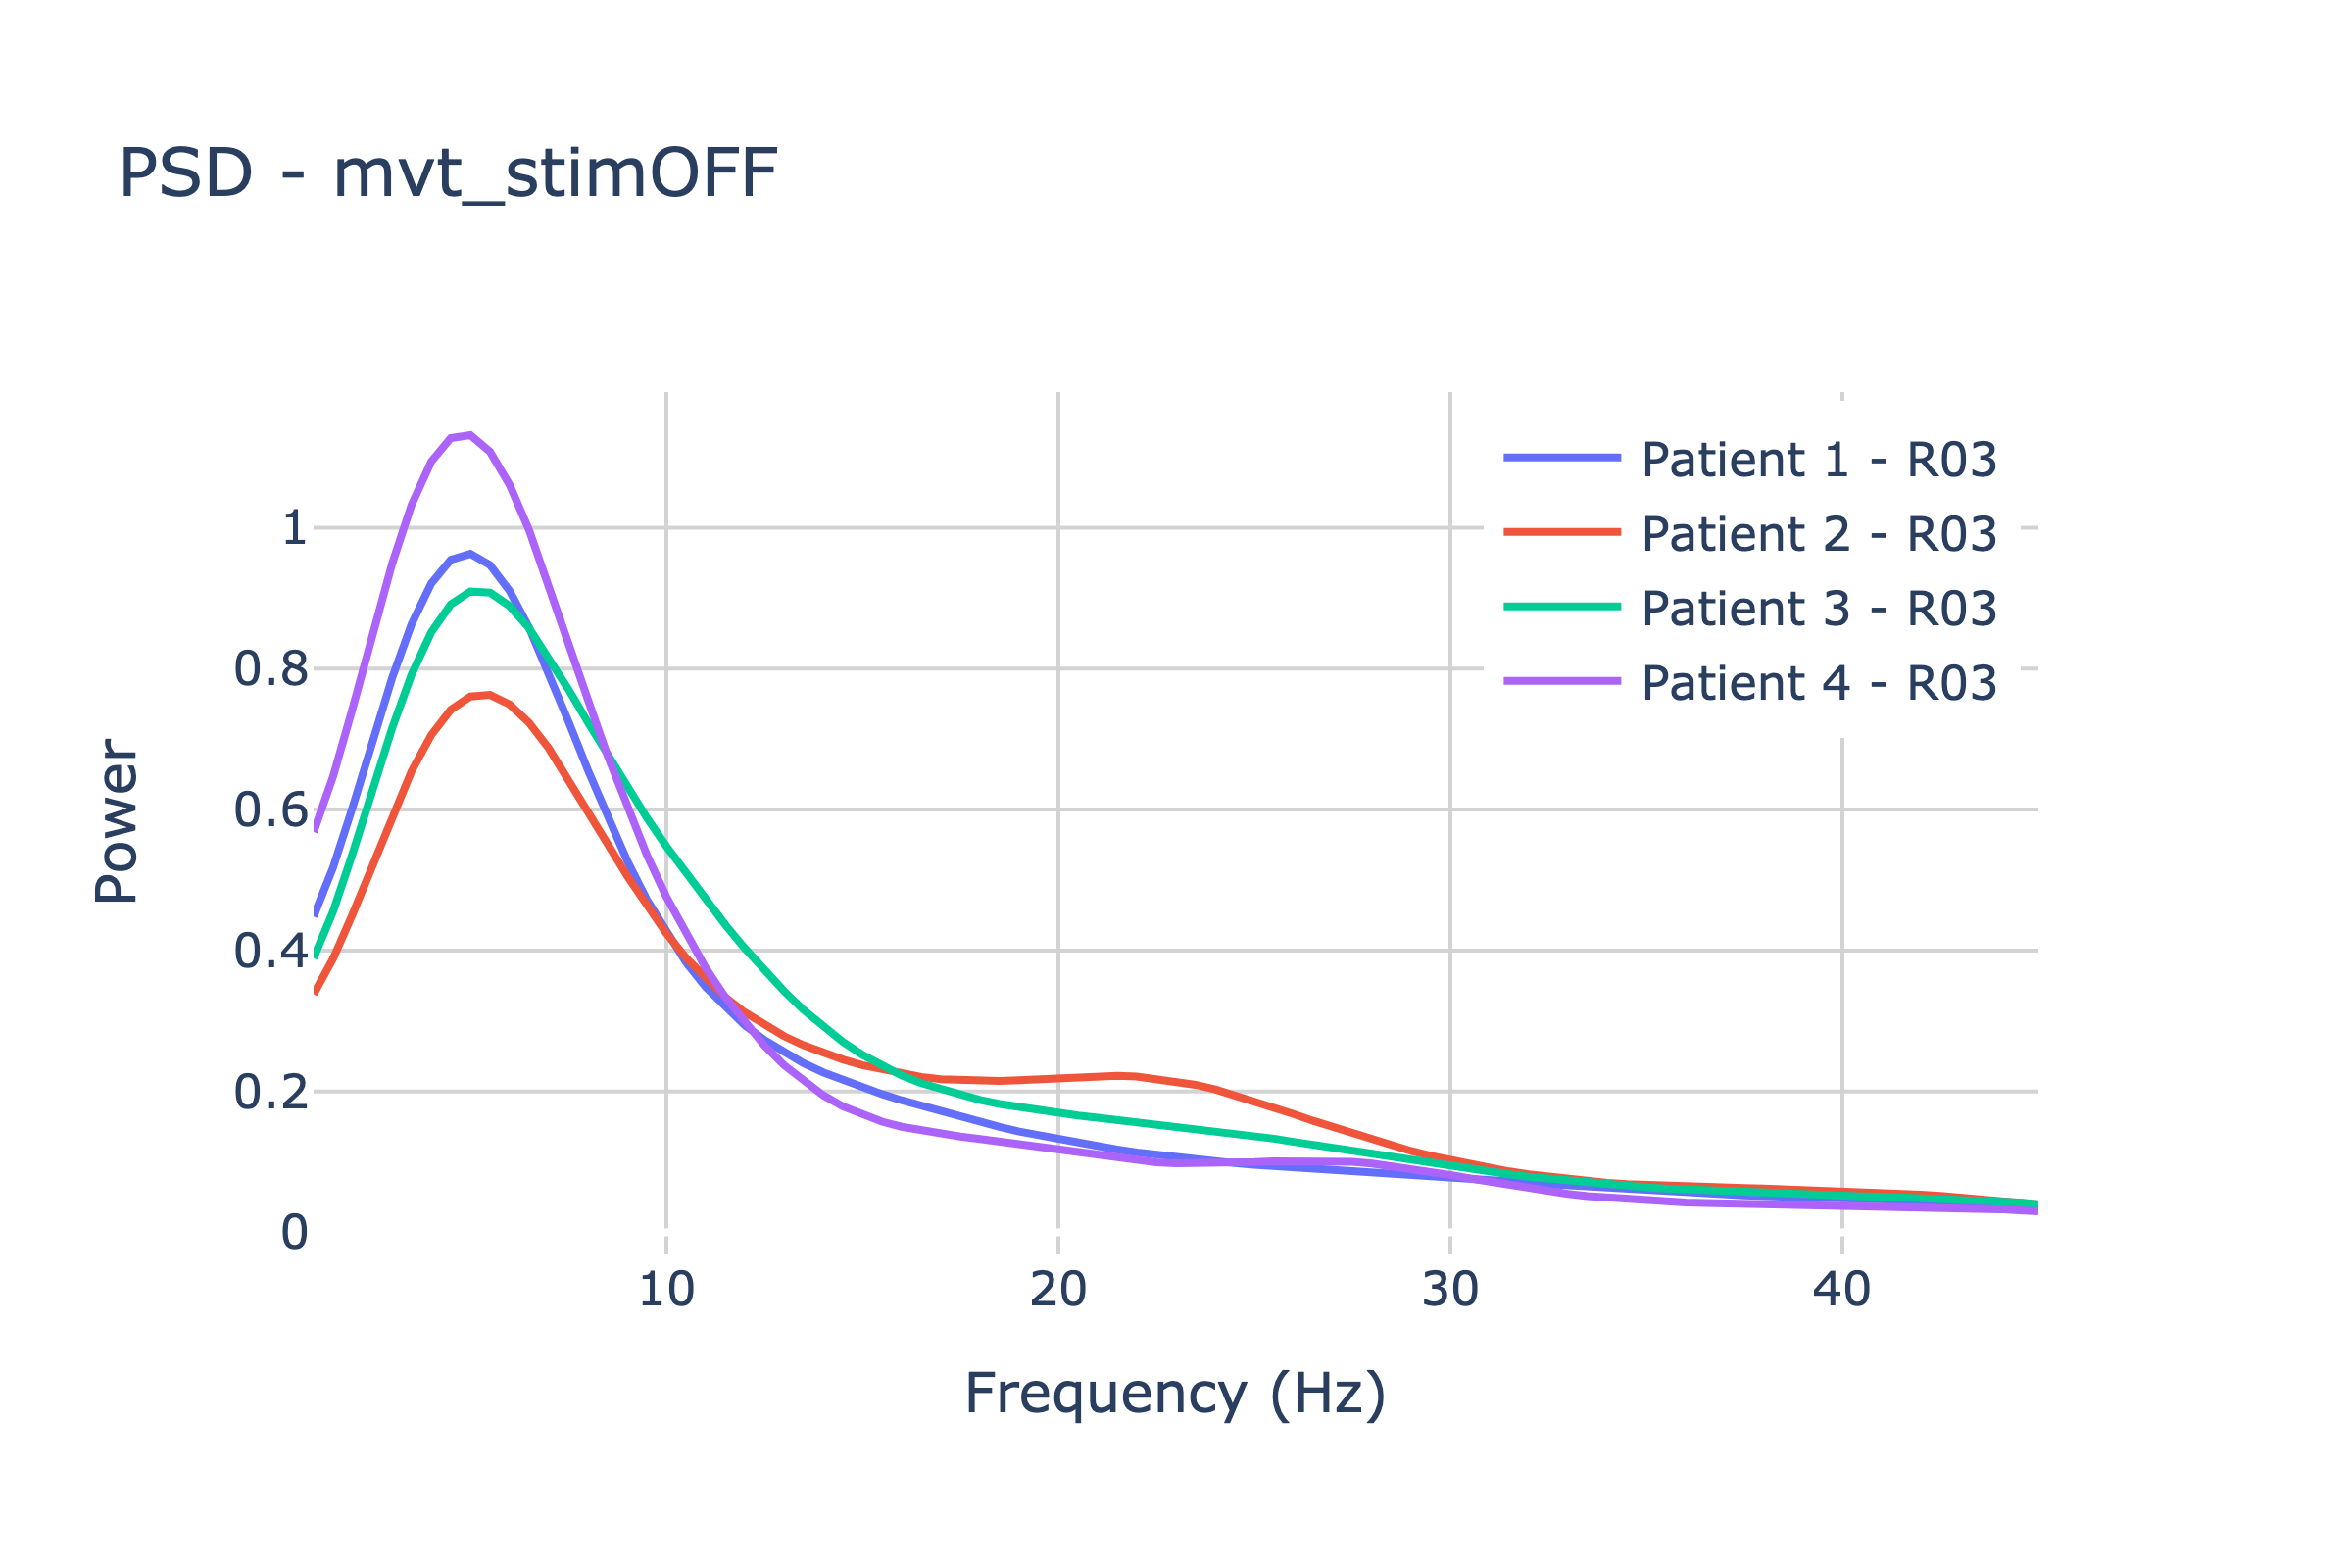 PSD - mvt_stimOFF
Patient 1 - R03
Patient 2 - R03
Patient 3 - R03
Patient 4 - R03
1
0.8
0.6
0.4
0.2
0
Power
10 20 30 40
Frequency (Hz)